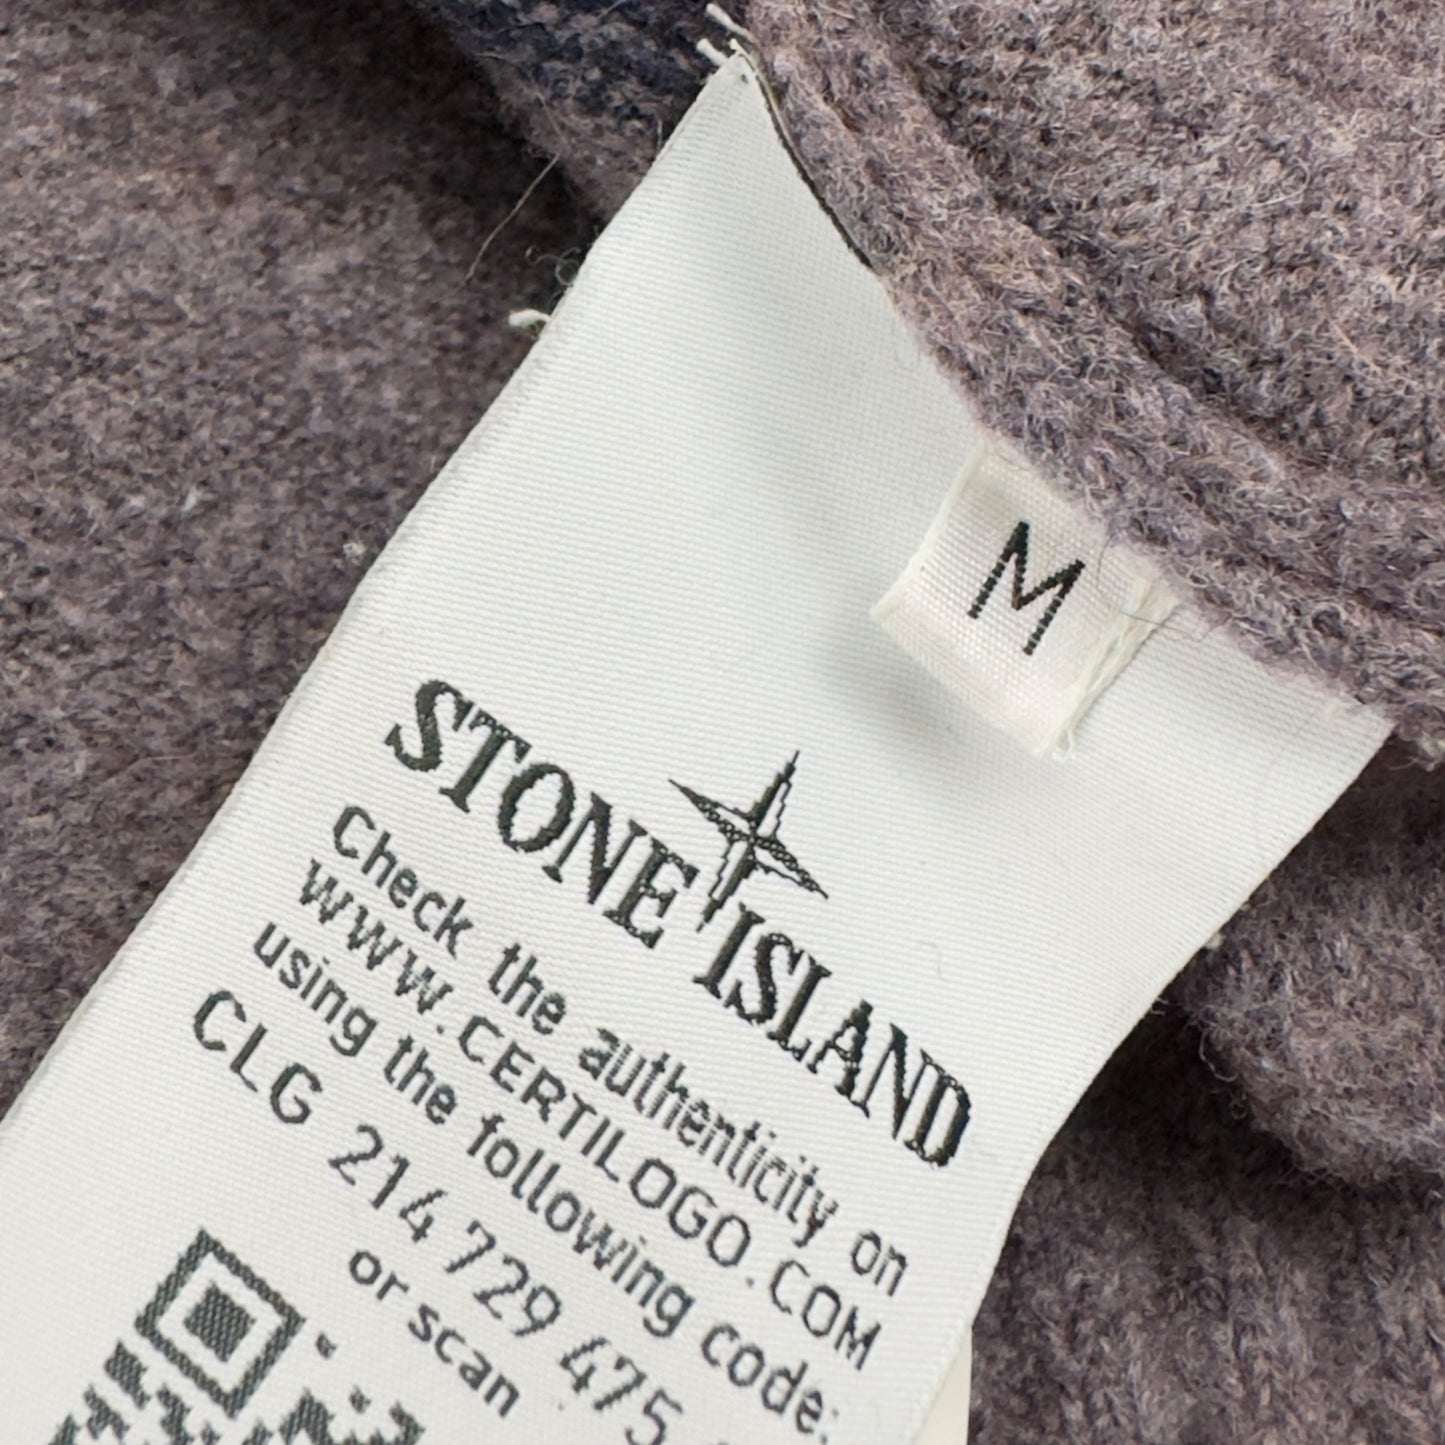 M
STONE ISLAND
Check the authenticity on
WWW.CERTILOGO.COM
using the following code:
CLG 214 729 475
or scan